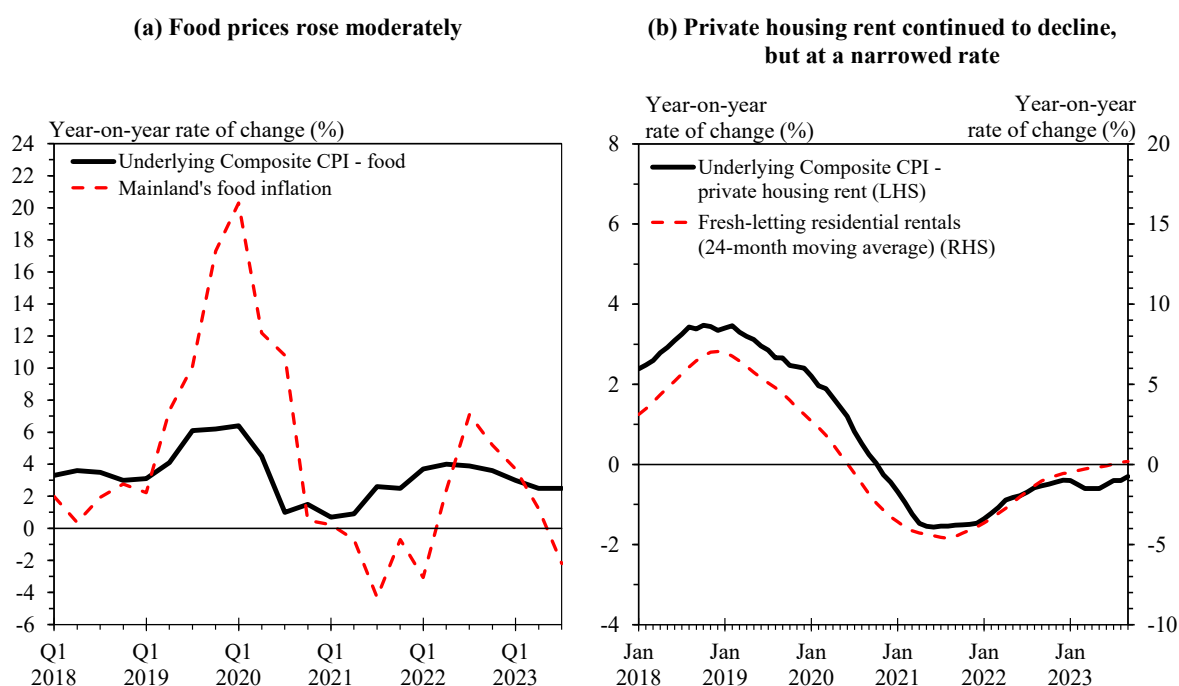 (a) Food prices rose moderately
Year-on-year rate of change (%)
24
22
20
18
16
14
12
10
8
6
4
2
0
-2
-4
-6
Underlying Composite CPI - food
Mainland's food inflation
Q1 Q1 Q1 Q1 Q1 Q1
2018 2019 2020 2021 2022 2023
(b) Private housing rent continued to decline,
but at a narrowed rate
Year-on-year
rate of change (%)
Year-on-year
rate of change (%)
8
6
4
2
0
-2
-4
Underlying Composite CPI -
private housing rent (LHS)
Fresh-letting residential rentals
(24-month moving average) (RHS)
20
15
10
5
0
-5
-10
Jan Jan Jan Jan Jan Jan
2018 2019 2020 2021 2022 2023